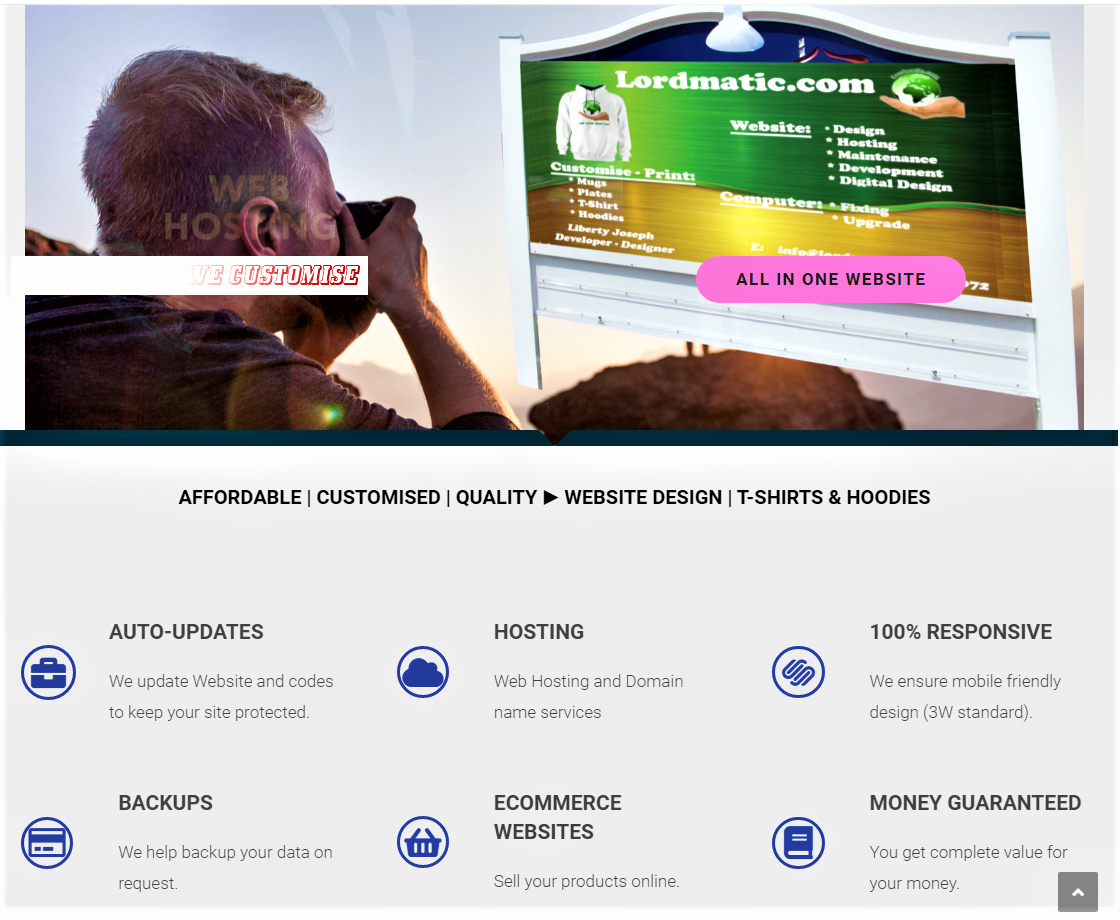 Lordmatic.com
Website:
* Design
* Hosting
* Maintenance
* Development
* Digital Design
Customise - Print:
* Mugs
* Plates
* T-Shirt
* Hoodies
Computer:
* Fixing
* Upgrade
Liberty Joseph
Developer - Designer
E: info@lord
972
WEB
HOSTING
WE CUSTOMISE
ALL IN ONE WEBSITE
AFFORDABLE | CUSTOMISED | QUALITY ► WEBSITE DESIGN | T-SHIRTS & HOODIES
AUTO-UPDATES
We update Website and codes
to keep your site protected.
HOSTING
Web Hosting and Domain
name services
100% RESPONSIVE
We ensure mobile friendly
design (3W standard).
BACKUPS
We help backup your data on
request.
ECOMMERCE
WEBSITES
Sell your products online.
MONEY GUARANTEED
You get complete value for
your money.